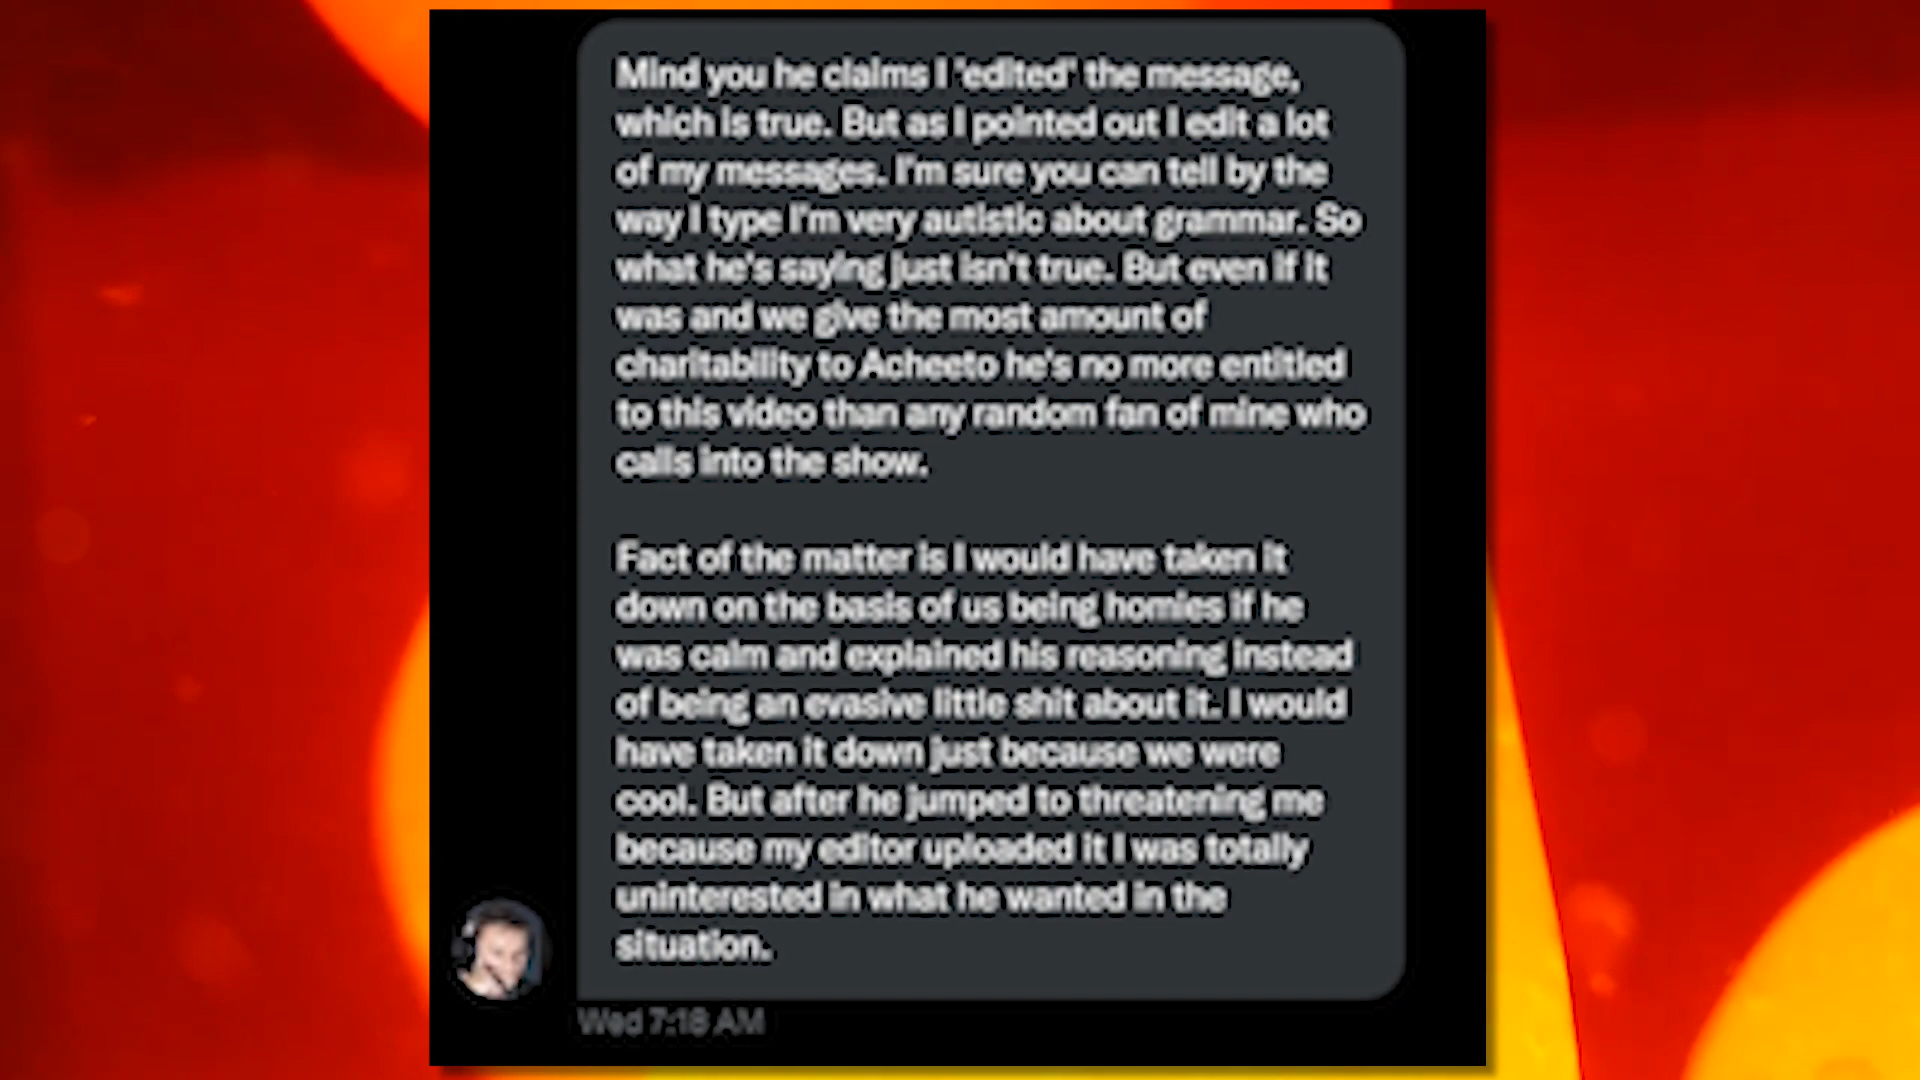 Mind you he claims I 'edited' the message,
which is true. But as I pointed out I edit a lot
of my messages. I'm sure you can tell by the
way I type I'm very autistic about grammar. So
what he's saying just isn't true. But even if it
was and we give the most amount of
charitability to Acheeto he's no more entitled
to this video than any random fan of mine who
calls into the show.
Fact of the matter is I would have taken it
down on the basis of us being homies if he
was calm and explained his reasoning instead
of being an evasive little shit about it. I would
have taken it down just because we were
cool. But after he jumped to threatening me
because my editor uploaded it I was totally
uninterested in what he wanted in the
situation.
Wed 7:18 AM